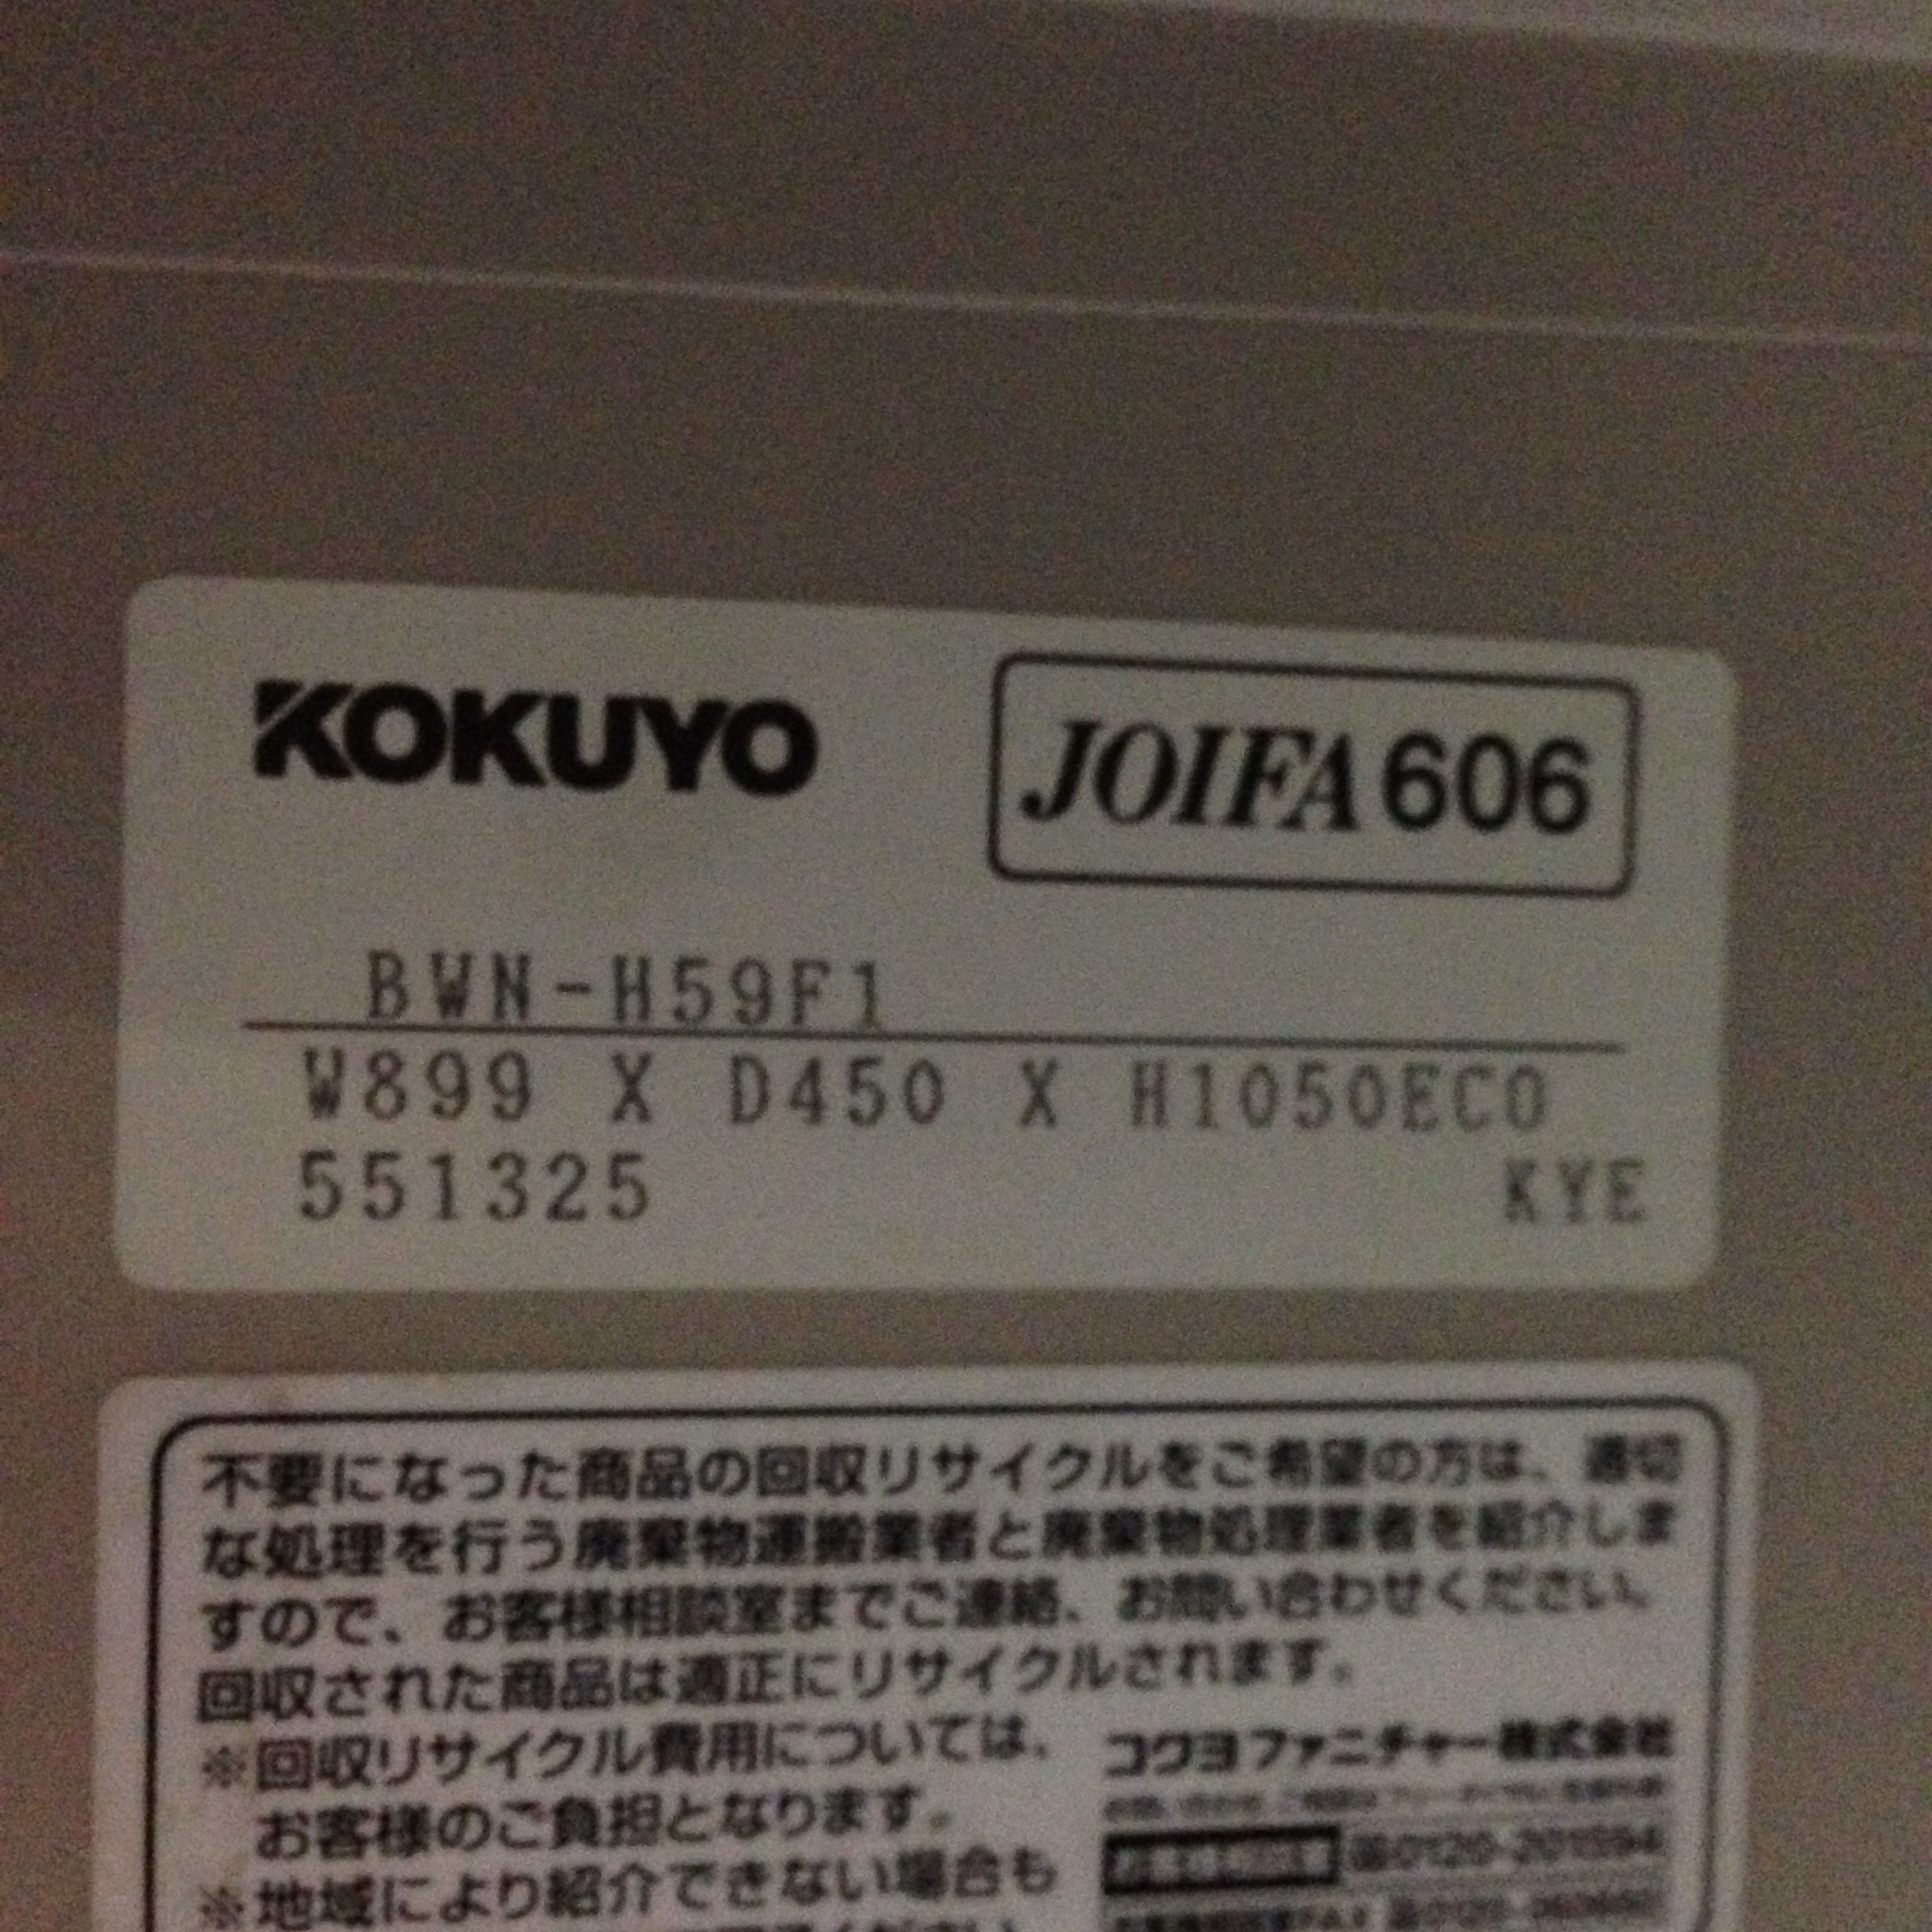 KOKUYO JOIFA606
BWN-H59F1
W899 X D450 X H1050ECO
551325 KYE
不要になった商品の回収リサイクルをご希望の方は、適切
な処理を行う廃棄物運搬業者と廃棄物処理業者を紹介しま
すので、お客様相談室までご連絡、お問い合わせください。
回収された商品は適正にリサイクルされます。
※回収リサイクル費用については、
お客様のご負担となります。
※地域により紹介できない場合も
コクヨファニチャー株式会社
お客様相談室